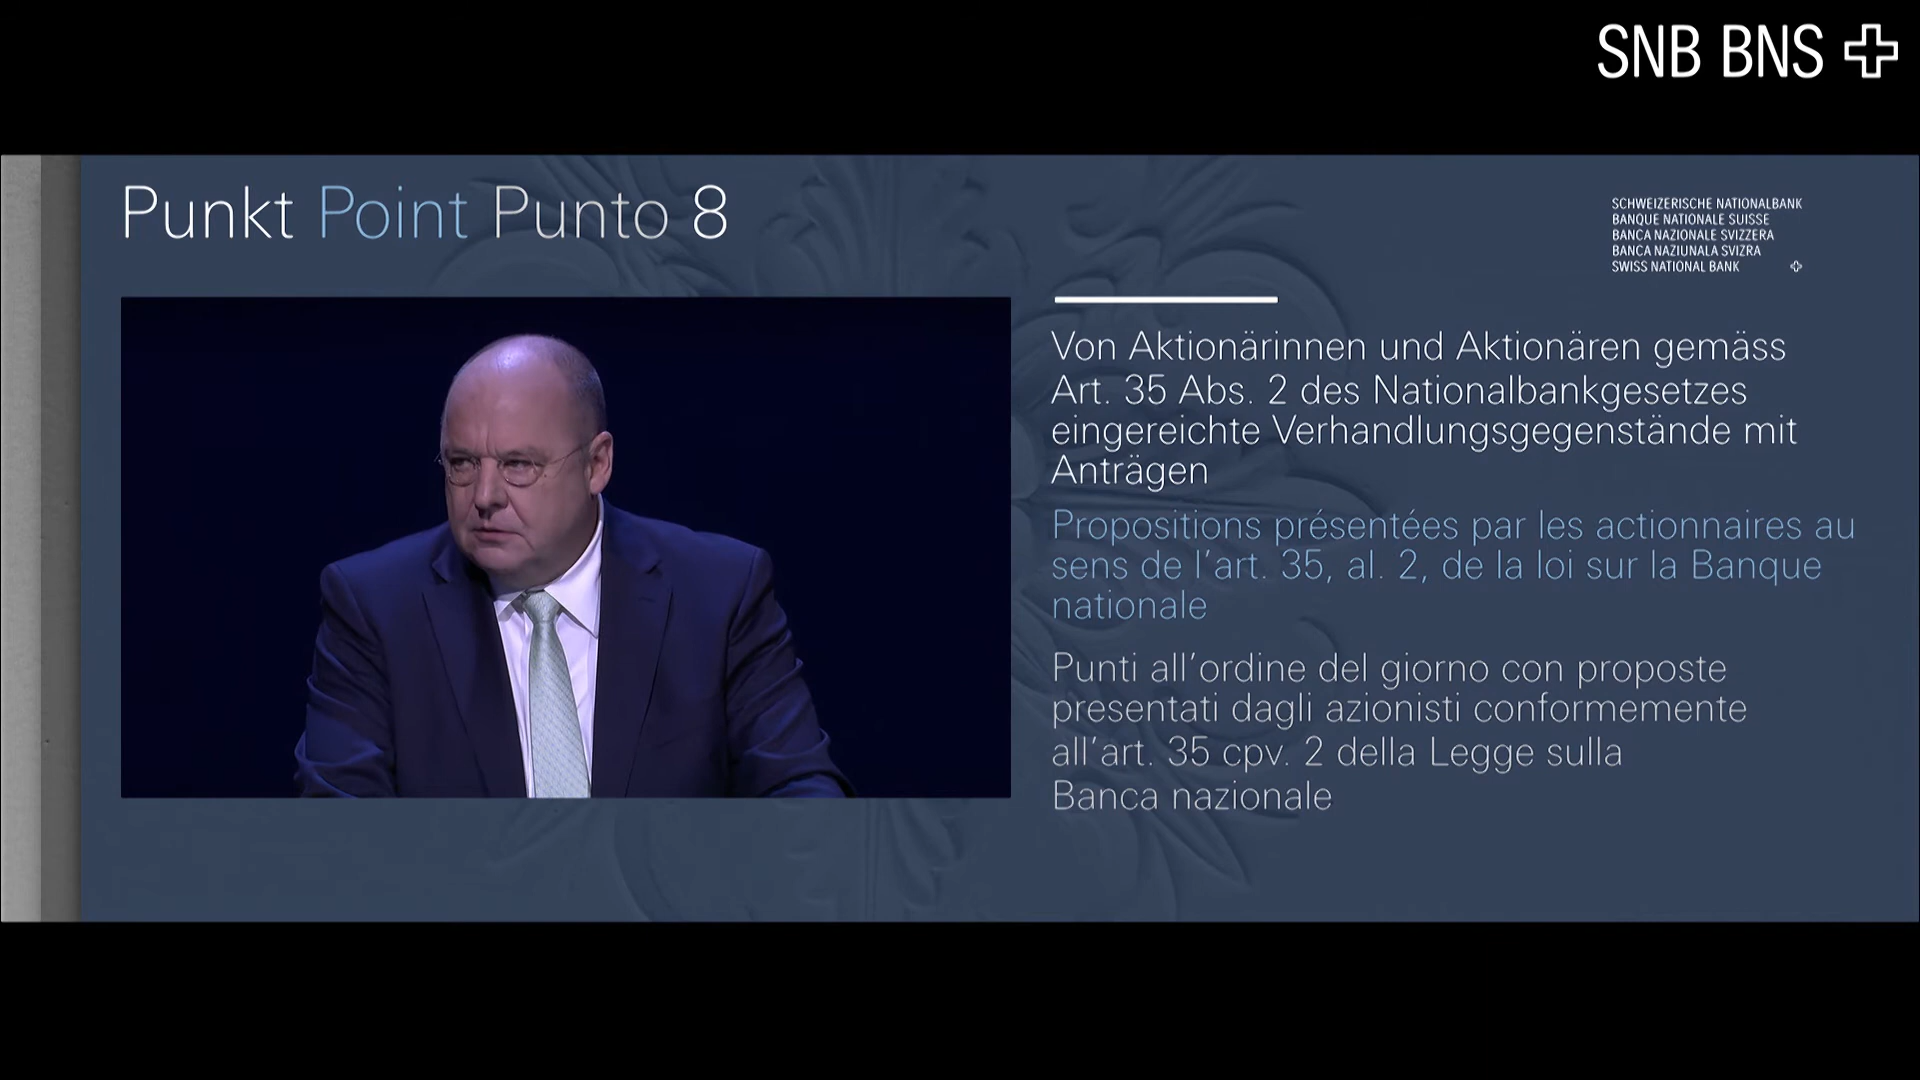 SNB BNS
Punkt Point Punto 8
SCHWEIZERISCHE NATIONALBANK
BANQUE NATIONALE SUISSE
BANCA NAZIONALE SVIZZERA
BANCA NAZIUNALA SVIZRA
SWISS NATIONAL BANK
Von Aktionärinnen und Aktionären gemäss
Art. 35 Abs. 2 des Nationalbankgesetzes
eingereichte Verhandlungsgegenstände mit
Anträgen
Propositions présentées par les actionnaires au
sens de l'art. 35, al. 2, de la loi sur la Banque
nationale
Punti all'ordine del giorno con proposte
presentati dagli azionisti conformemente
all'art. 35 cpv. 2 della Legge sulla
Banca nazionale